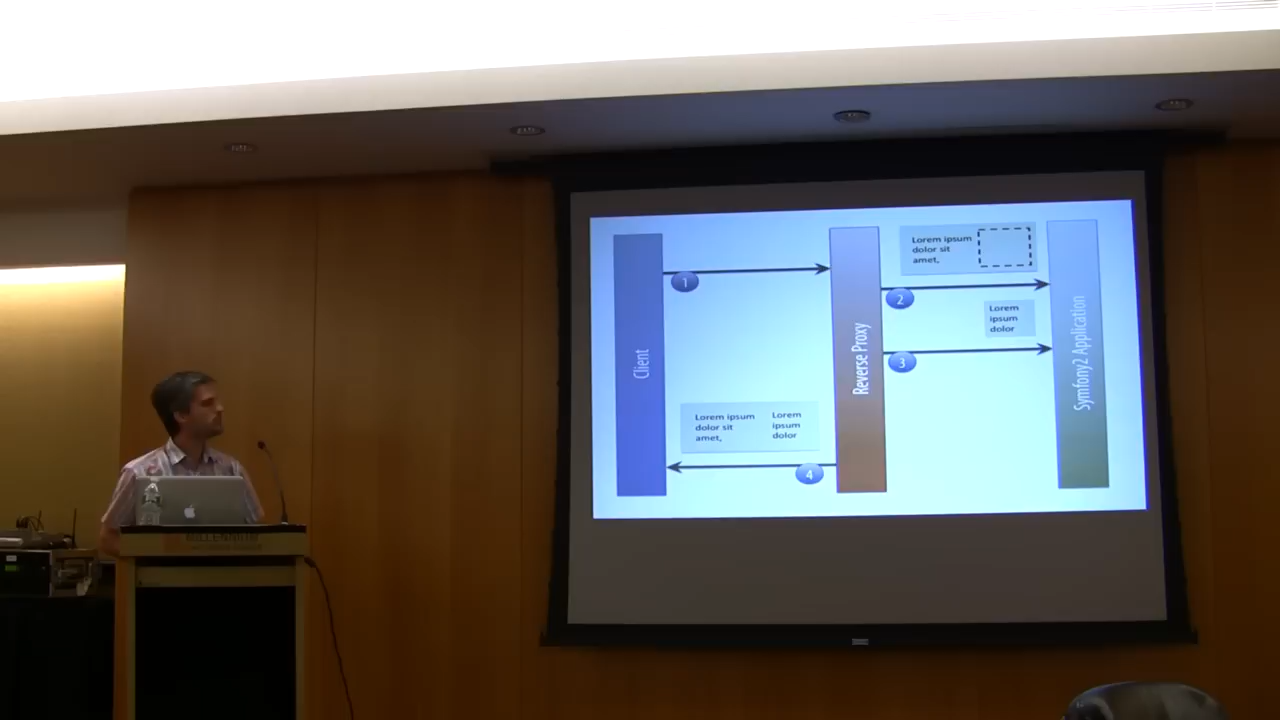 Lorem ipsum
dolor sit
amet,
1
2
Lorem
ipsum
dolor
3
Client
Reverse Proxy
Symfony2 Application
Lorem ipsum
dolor sit
amet,
Lorem
ipsum
dolor
4
MILLENNIUM